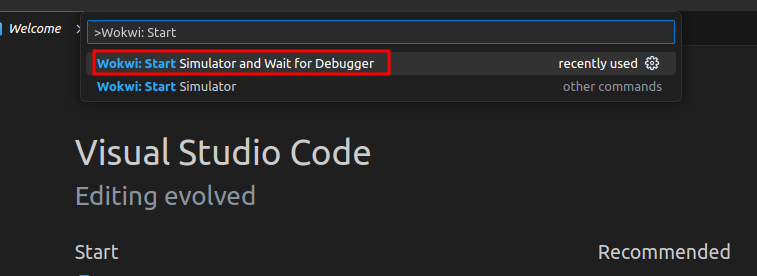 Welcome
>Wokwi: Start
Wokwi: Start Simulator and Wait for Debugger recently used
Wokwi: Start Simulator other commands
Visual Studio Code
Editing evolved
Start Recommended